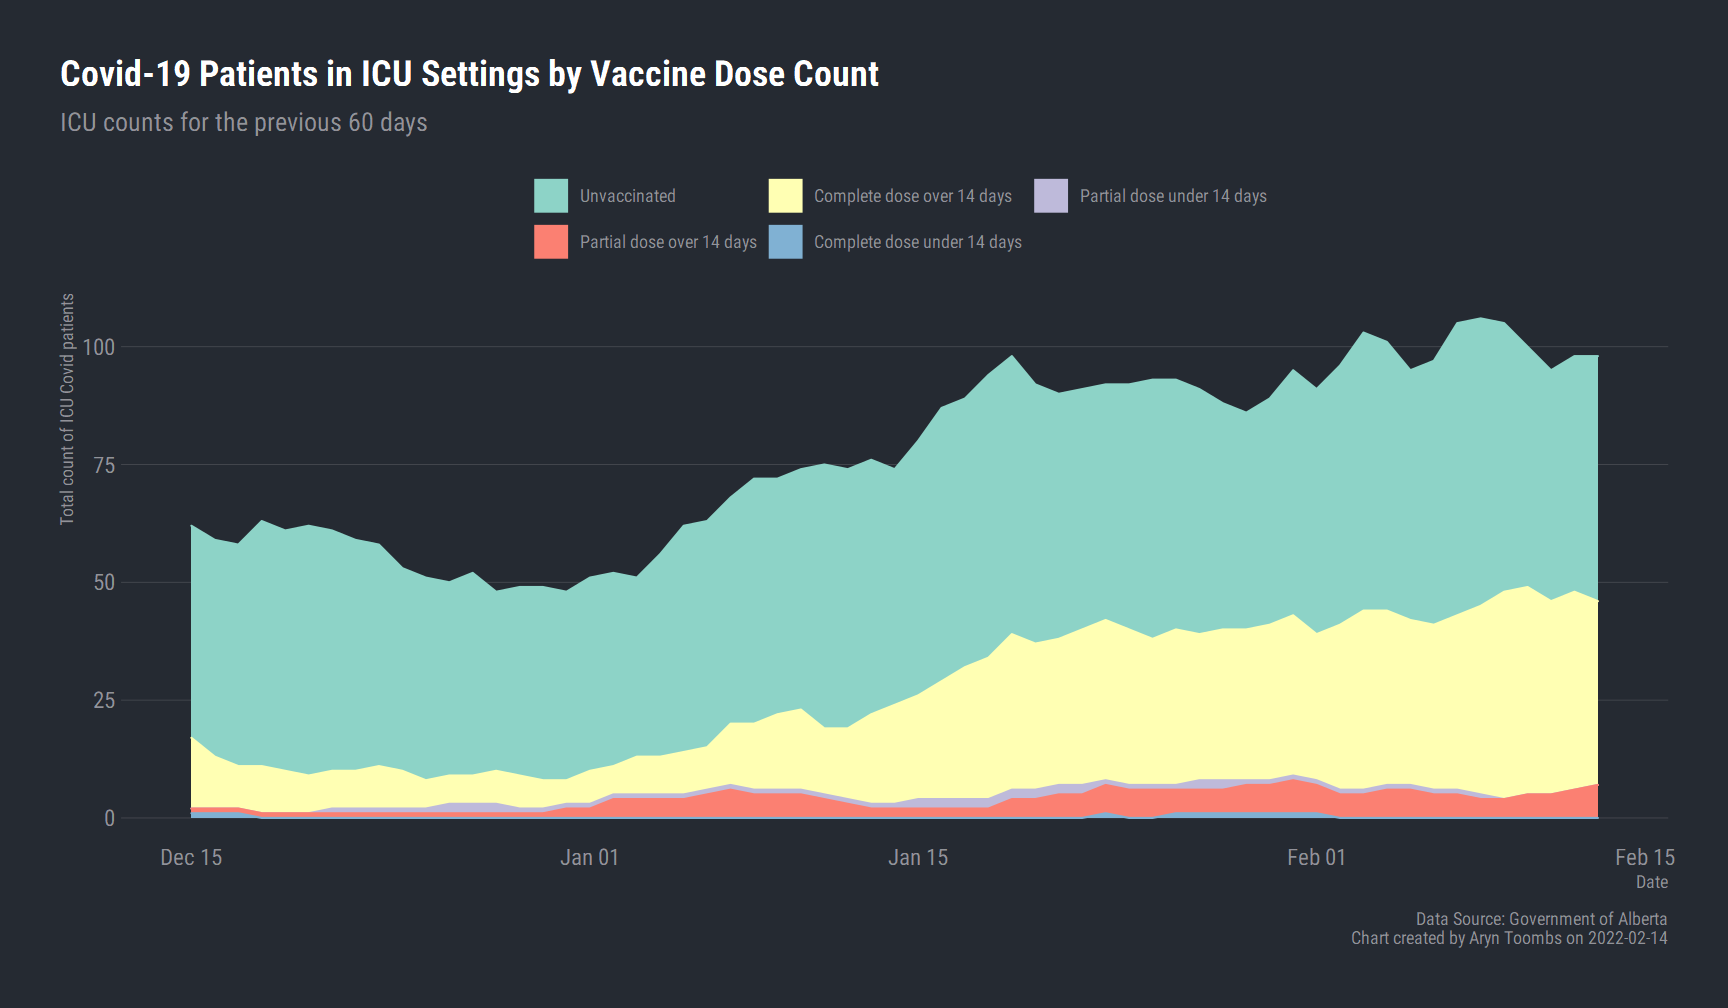 Covid-19 Patients in ICU Settings by Vaccine Dose Count
ICU counts for the previous 60 days
Unvaccinated
Complete dose over 14 days
Partial dose under 14 days
Partial dose over 14 days
Complete dose under 14 days
Total count of ICU Covid patients
100
75
50
25
0
Dec 15
Jan 01
Jan 15
Feb 01
Feb 15
Date
Data Source: Government of Alberta
Chart created by Aryn Toombs on 2022-02-14